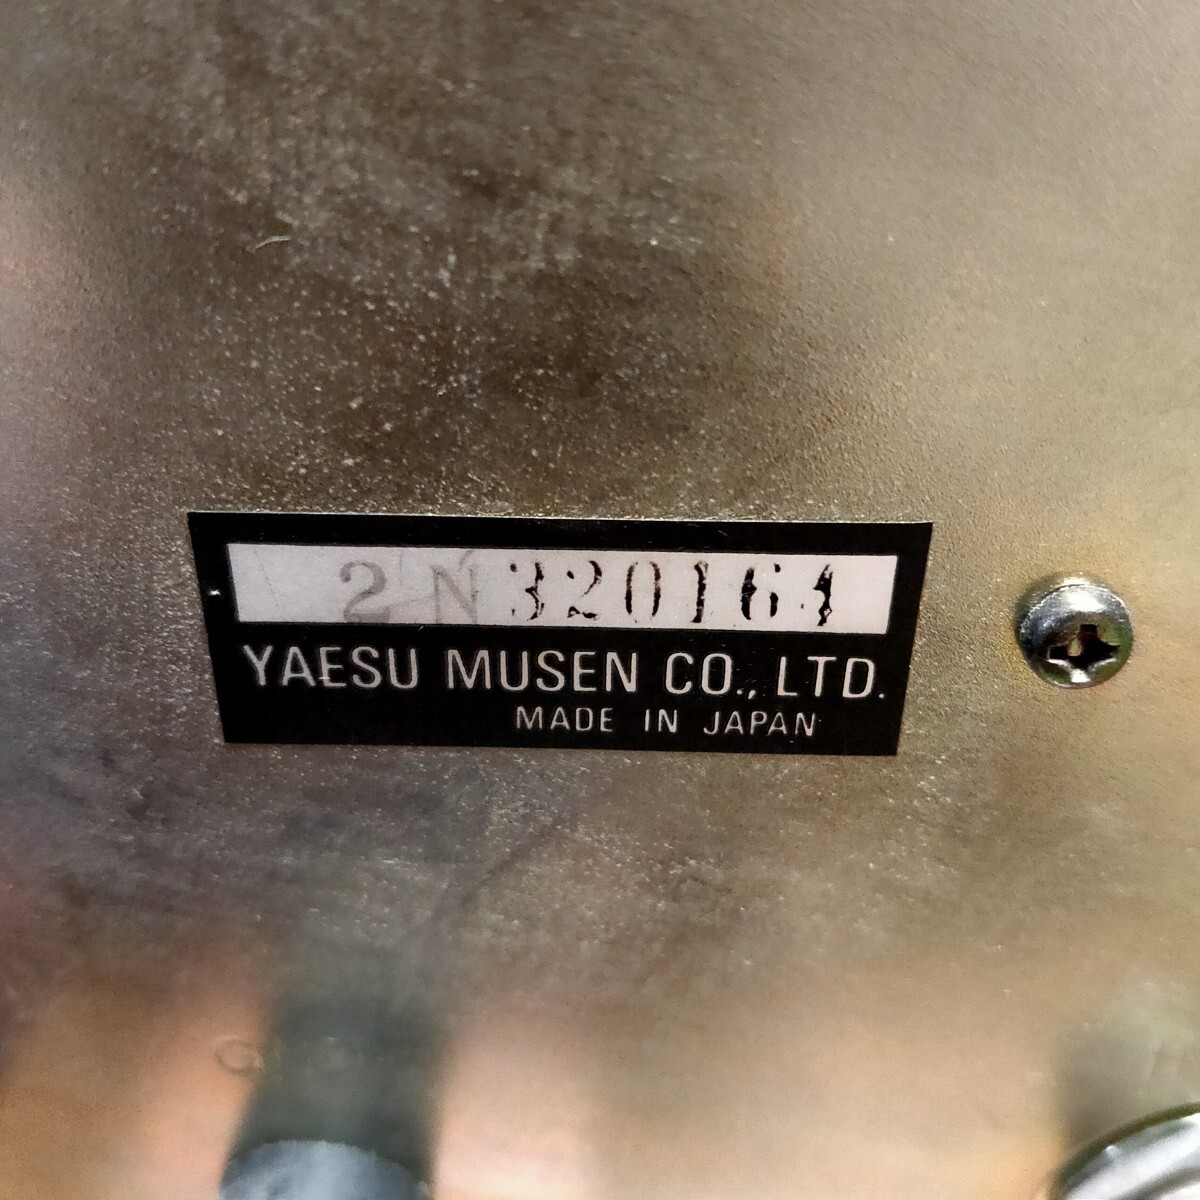 2N320164
YAESU MUSEN CO., LTD.
MADE IN JAPAN